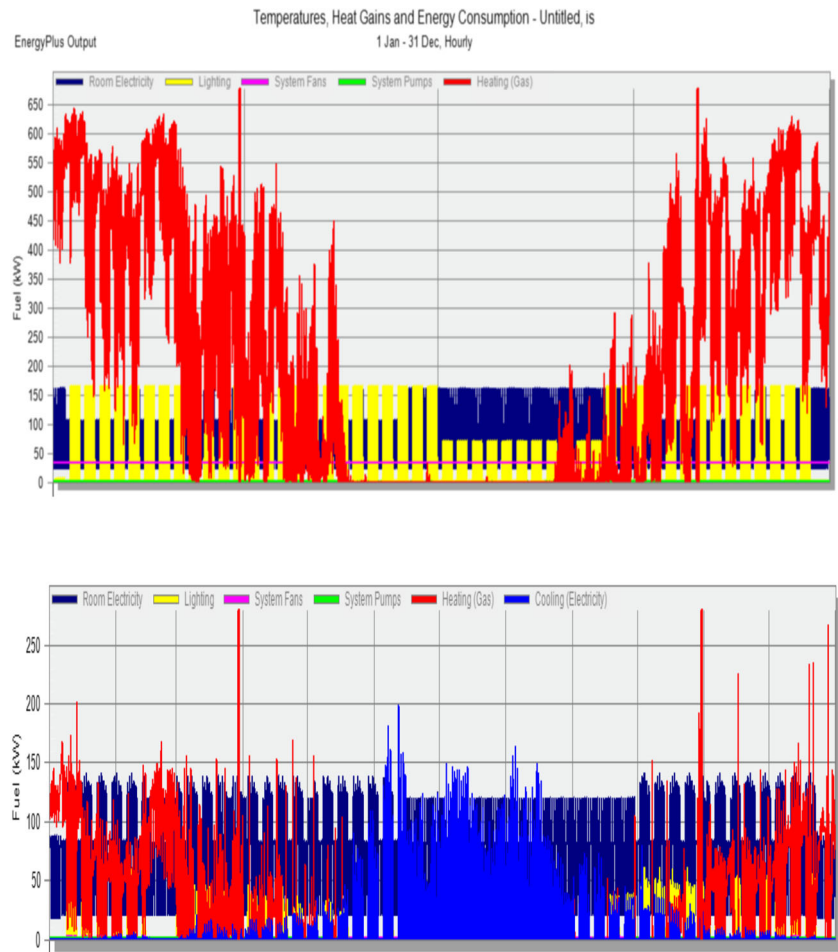 Temperatures, Heat Gains and Energy Consumption - Untitled, is
EnergyPlus Output
1 Jan - 31 Dec, Hourly
Room Electricity Lighting System Fans System Pumps Heating (Gas)
650
600
550
500
450
400
350
300
250
200
150
100
50
0
Fuel (kW)
Room Electricity Lighting System Fans System Pumps Heating (Gas) Cooling (Electricity)
250
200
150
100
50
0
Fuel (kW)